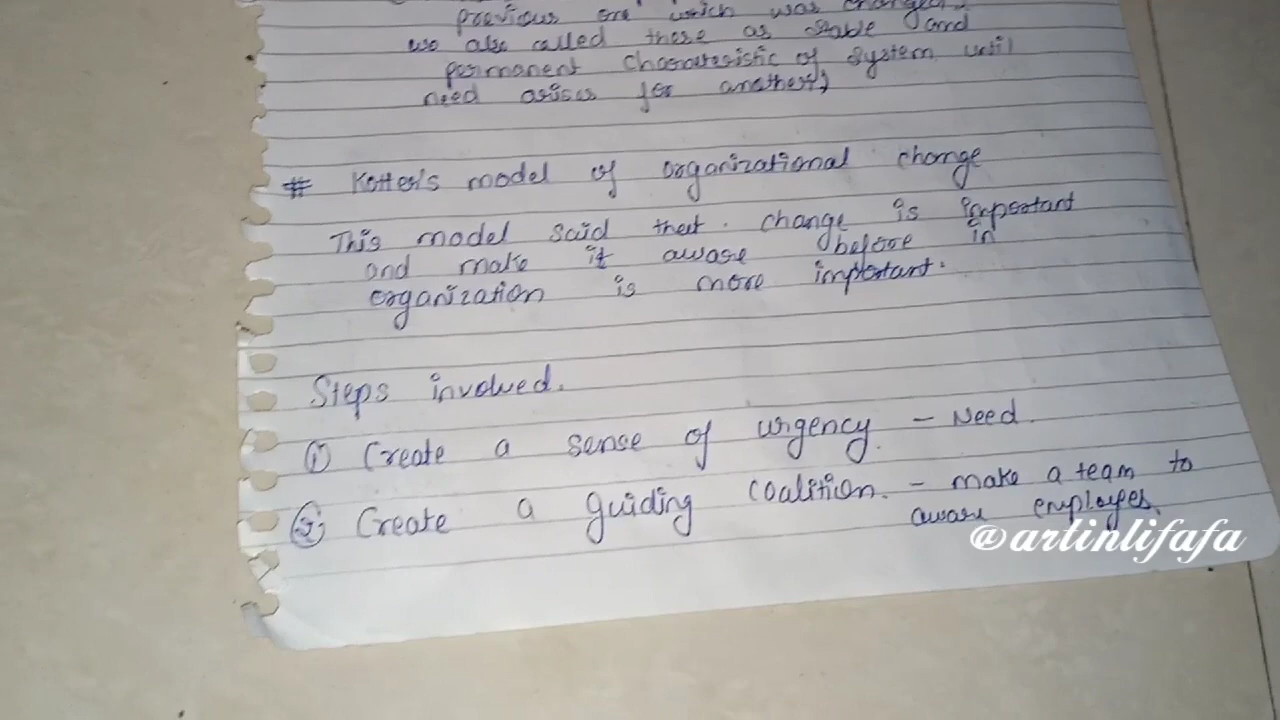 previous one which was changed.
we also called these as stable and
permanent characteristic of system until
need arises for another)
# Kotter's model of organizational change
This model said that change is important
and make it aware before in
organization is more important.
Steps involved.
① Create a sense of urgency. - Need.
② Create a guiding coalition. - make a team to
aware employes.
@artinlifafa